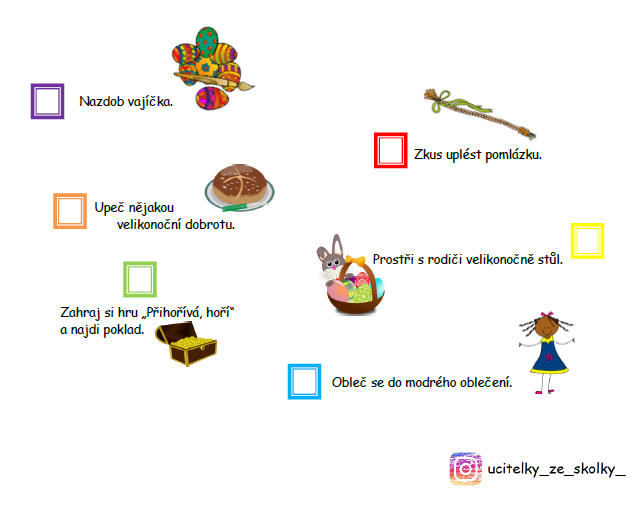 Nazdob vajíčka.
Zkus uplést pomlázku.
Upeč nějakou
velikonoční dobrotu.
Prostři s rodiči velikonočně stůl.
Zahraj si hru „Přihořívá, hoří“
a najdi poklad.
Obleč se do modrého oblečení.
ucitelky_ze_skolky_